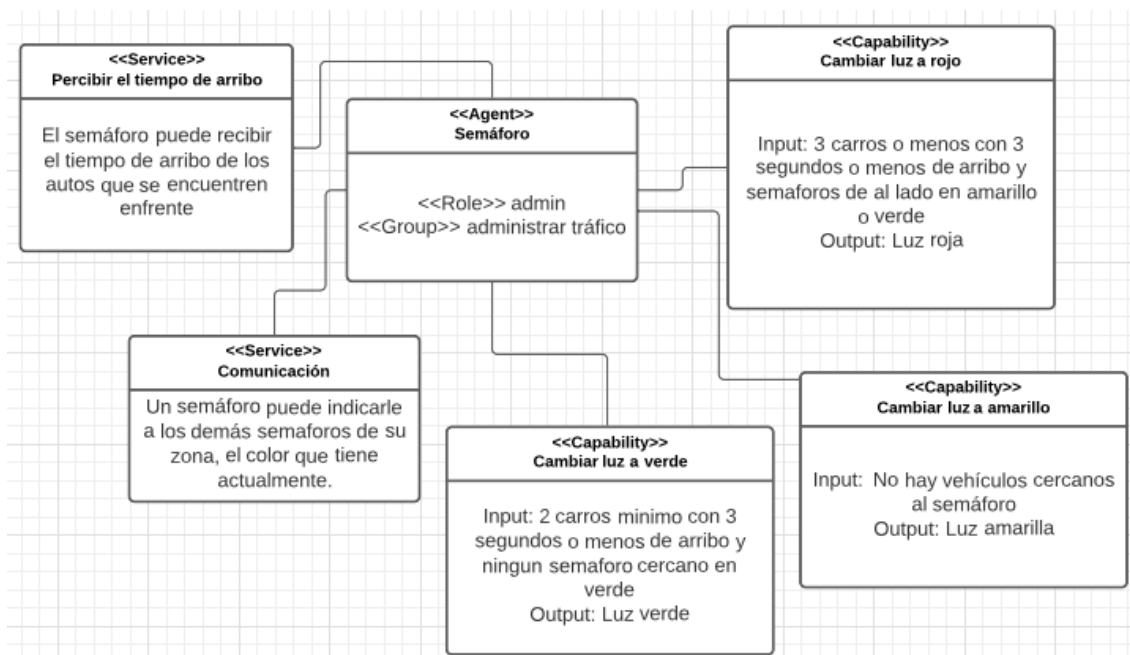 <<Service>>
Percibir el tiempo de arribo
El semáforo puede recibir
el tiempo de arribo de los
autos que se encuentren
enfrente
<<Agent>>
Semáforo
<<Role>> admin
<<Group>> administrar tráfico
<<Capability>>
Cambiar luz a rojo
Input: 3 carros o menos con 3
segundos o menos de arribo y
semaforos de al lado en amarillo
o verde
Output: Luz roja
<<Service>>
Comunicación
Un semáforo puede indicarle
a los demás semaforos de su
zona, el color que tiene
actualmente.
<<Capability>>
Cambiar luz a verde
Input: 2 carros minimo con 3
segundos o menos de arribo y
ningun semaforo cercano en
verde
Output: Luz verde
<<Capability>>
Cambiar luz a amarillo
Input: No hay vehículos cercanos
al semáforo
Output: Luz amarilla